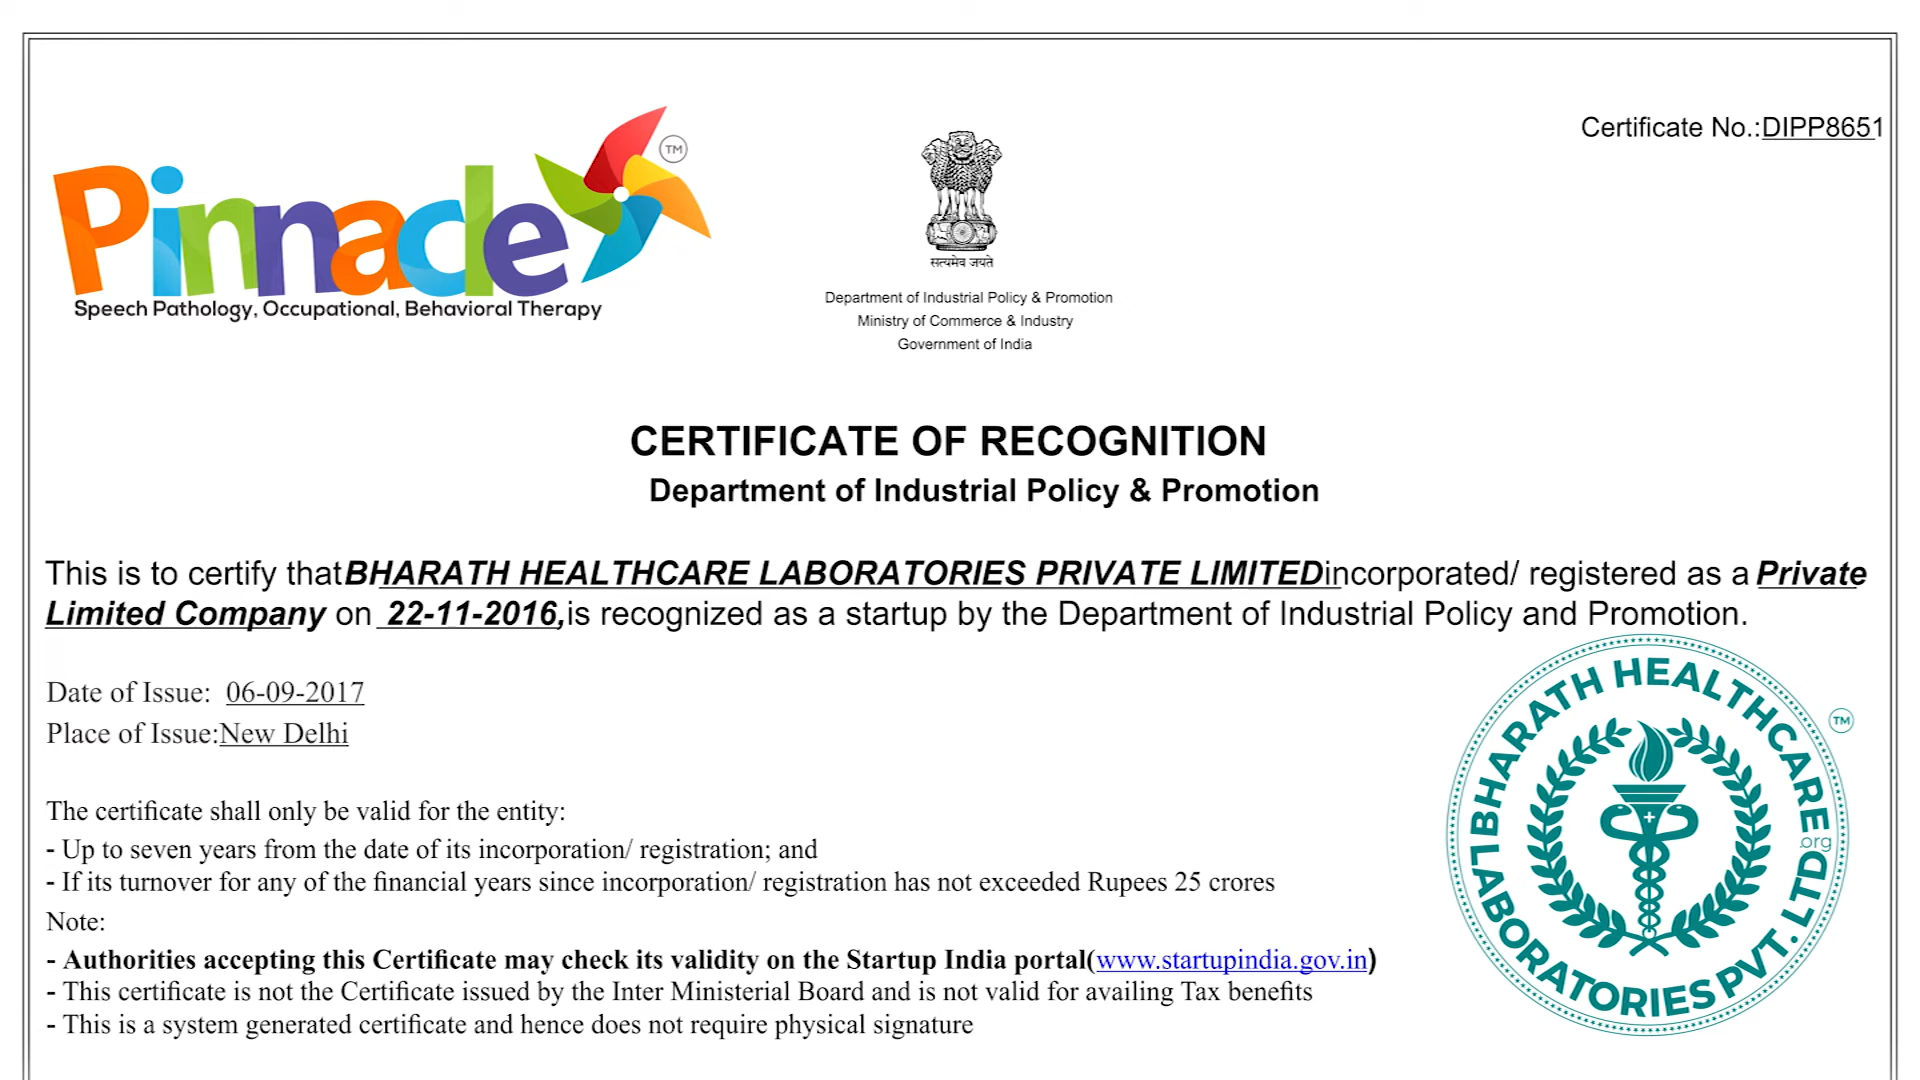 Certificate No.:DIPP8651
Pinnacle
TM
Speech Pathology, Occupational, Behavioral Therapy
सत्यमेव जयते
Department of Industrial Policy & Promotion
Ministry of Commerce & Industry
Government of India
CERTIFICATE OF RECOGNITION
Department of Industrial Policy & Promotion
This is to certify thatBHARATH HEALTHCARE LABORATORIES PRIVATE LIMITEDincorporated/ registered as a Private
Limited Company on 22-11-2016,is recognized as a startup by the Department of Industrial Policy and Promotion.
Date of Issue: 06-09-2017
Place of Issue:New Delhi
The certificate shall only be valid for the entity:
- Up to seven years from the date of its incorporation/ registration; and
- If its turnover for any of the financial years since incorporation/ registration has not exceeded Rupees 25 crores
Note:
- Authorities accepting this Certificate may check its validity on the Startup India portal(www.startupindia.gov.in)
- This certificate is not the Certificate issued by the Inter Ministerial Board and is not valid for availing Tax benefits
- This is a system generated certificate and hence does not require physical signature
BHARATH HEALTHCARE
.org
LABORATORIES PVT. LTD
TM